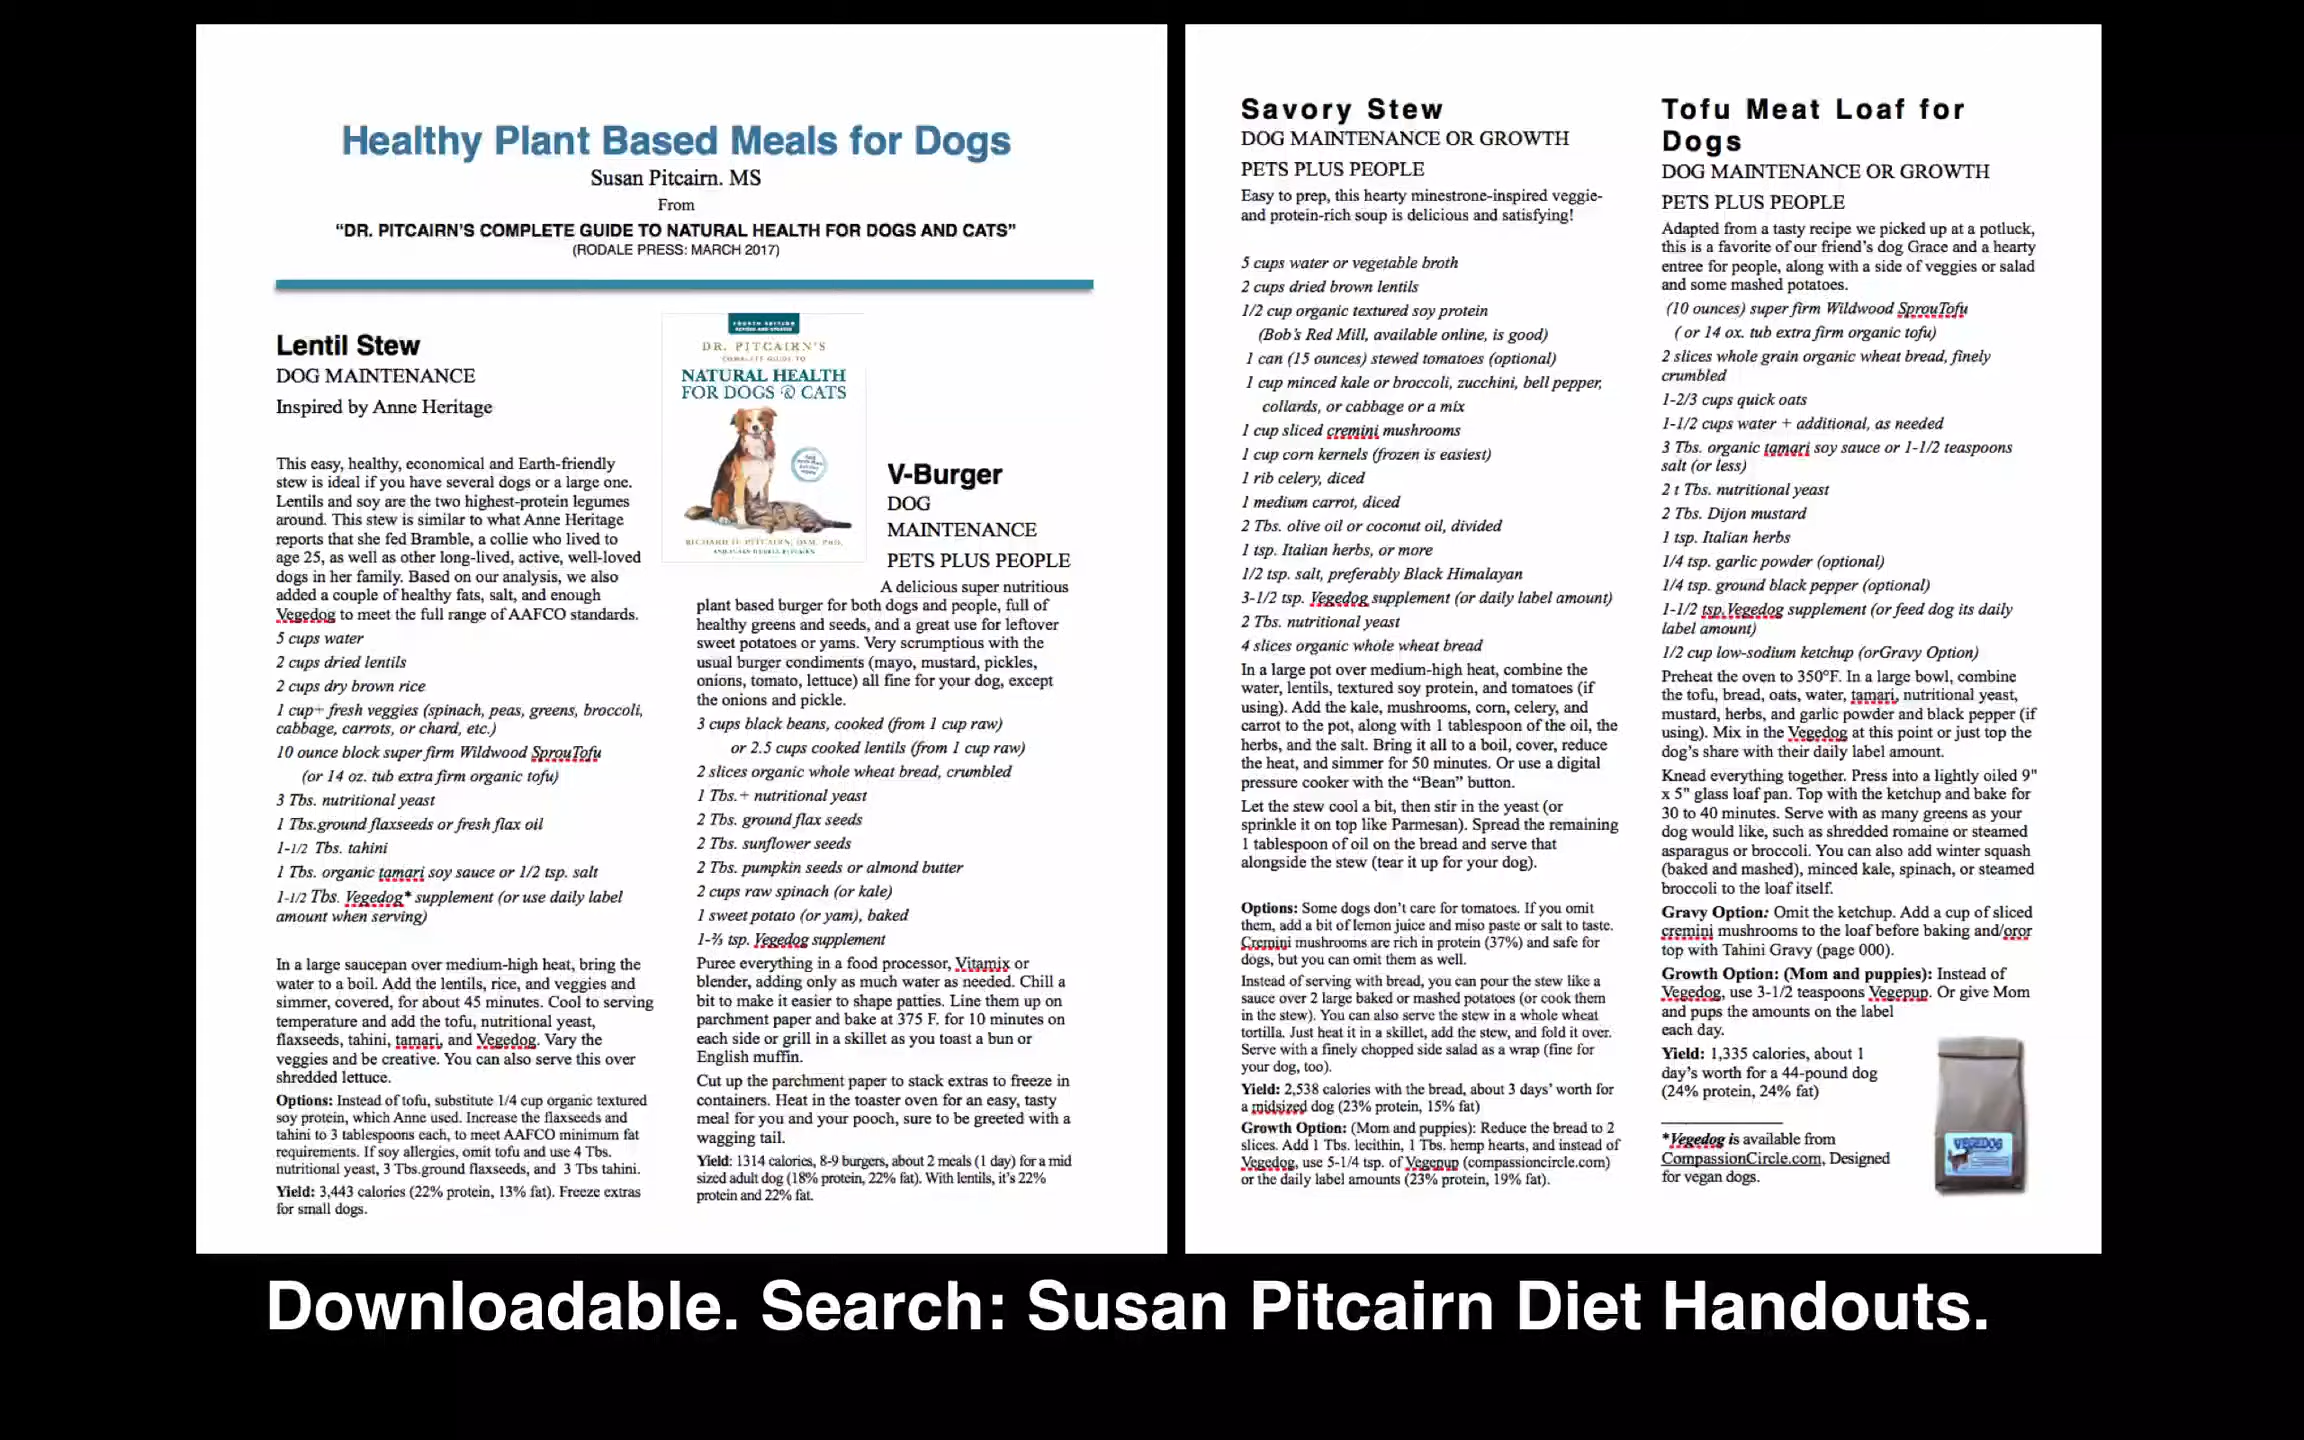 Healthy Plant Based Meals for Dogs
Susan Pitcairn. MS
From
“DR. PITCAIRN’S COMPLETE GUIDE TO NATURAL HEALTH FOR DOGS AND CATS”
(RODALE PRESS: MARCH 2017)
Lentil Stew
DOG MAINTENANCE
Inspired by Anne Heritage
This easy, healthy, economical and Earth-friendly
stew is ideal if you have several dogs or a large one.
Lentils and soy are the two highest-protein legumes
around. This stew is similar to what Anne Heritage
reports that she fed Bramble, a collie who lived to
age 25, as well as other long-lived, active, well-loved
dogs in her family. Based on our analysis, we also
added a couple of healthy fats, salt, and enough
Vegedog to meet the full range of AAFCO standards.
5 cups water
2 cups dried lentils
2 cups dry brown rice
1 cup+ fresh veggies (spinach, peas, greens, broccoli,
cabbage, carrots, or chard, etc.)
10 ounce block super firm Wildwood SprouTofu
(or 14 oz. tub extra firm organic tofu)
3 Tbs. nutritional yeast
1 Tbs.ground flaxseeds or fresh flax oil
1-1/2 Tbs. tahini
1 Tbs. organic tamari soy sauce or 1/2 tsp. salt
1-1/2 Tbs. Vegedog* supplement (or use daily label
amount when serving)
In a large saucepan over medium-high heat, bring the
water to a boil. Add the lentils, rice, and veggies and
simmer, covered, for about 45 minutes. Cool to serving
temperature and add the tofu, nutritional yeast,
flaxseeds, tahini, tamari, and Vegedog. Vary the
veggies and be creative. You can also serve this over
shredded lettuce.
Options: Instead of tofu, substitute 1/4 cup organic textured
soy protein, which Anne used. Increase the flaxseeds and
tahini to 3 tablespoons each, to meet AAFCO minimum fat
requirements. If soy allergies, omit tofu and use 4 Tbs.
nutritional yeast, 3 Tbs.ground flaxseeds, and 3 Tbs tahini.
Yield: 3,443 calories (22% protein, 13% fat). Freeze extras
for small dogs.
FOURTH EDITION
DR. PITCAIRN'S
COMPLETE GUIDE TO
NATURAL HEALTH
FOR DOGS & CATS
RICHARD H. PITCAIRN, DVM, PhD,
AND SUSAN HUBBLE PITCAIRN
V-Burger
DOG
MAINTENANCE
PETS PLUS PEOPLE
A delicious super nutritious
plant based burger for both dogs and people, full of
healthy greens and seeds, and a great use for leftover
sweet potatoes or yams. Very scrumptious with the
usual burger condiments (mayo, mustard, pickles,
onions, tomato, lettuce) all fine for your dog, except
the onions and pickle.
3 cups black beans, cooked (from 1 cup raw)
or 2.5 cups cooked lentils (from 1 cup raw)
2 slices organic whole wheat bread, crumbled
1 Tbs.+ nutritional yeast
2 Tbs. ground flax seeds
2 Tbs. sunflower seeds
2 Tbs. pumpkin seeds or almond butter
2 cups raw spinach (or kale)
1 sweet potato (or yam), baked
1-⅔ tsp. Vegedog supplement
Puree everything in a food processor, Vitamix or
blender, adding only as much water as needed. Chill a
bit to make it easier to shape patties. Line them up on
parchment paper and bake at 375 F. for 10 minutes on
each side or grill in a skillet as you toast a bun or
English muffin.
Cut up the parchment paper to stack extras to freeze in
containers. Heat in the toaster oven for an easy, tasty
meal for you and your pooch, sure to be greeted with a
wagging tail.
Yield: 1314 calories, 8-9 burgers, about 2 meals (1 day) for a mid
sized adult dog (18% protein, 22% fat). With lentils, it’s 22%
protein and 22% fat.
Savory Stew
DOG MAINTENANCE OR GROWTH
PETS PLUS PEOPLE
Easy to prep, this hearty minestrone-inspired veggie-
and protein-rich soup is delicious and satisfying!
5 cups water or vegetable broth
2 cups dried brown lentils
1/2 cup organic textured soy protein
(Bob’s Red Mill, available online, is good)
1 can (15 ounces) stewed tomatoes (optional)
1 cup minced kale or broccoli, zucchini, bell pepper,
collards, or cabbage or a mix
1 cup sliced cremini mushrooms
1 cup corn kernels (frozen is easiest)
1 rib celery, diced
1 medium carrot, diced
2 Tbs. olive oil or coconut oil, divided
1 tsp. Italian herbs, or more
1/2 tsp. salt, preferably Black Himalayan
3-1/2 tsp. Vegedog supplement (or daily label amount)
2 Tbs. nutritional yeast
4 slices organic whole wheat bread
In a large pot over medium-high heat, combine the
water, lentils, textured soy protein, and tomatoes (if
using). Add the kale, mushrooms, corn, celery, and
carrot to the pot, along with 1 tablespoon of the oil, the
herbs, and the salt. Bring it all to a boil, cover, reduce
the heat, and simmer for 50 minutes. Or use a digital
pressure cooker with the “Bean” button.
Let the stew cool a bit, then stir in the yeast (or
sprinkle it on top like Parmesan). Spread the remaining
1 tablespoon of oil on the bread and serve that
alongside the stew (tear it up for your dog).
Options: Some dogs don’t care for tomatoes. If you omit
them, add a bit of lemon juice and miso paste or salt to taste.
Cremini mushrooms are rich in protein (37%) and safe for
dogs, but you can omit them as well.
Instead of serving with bread, you can pour the stew like a
sauce over 2 large baked or mashed potatoes (or cook them
in the stew). You can also serve the stew in a whole wheat
tortilla. Just heat it in a skillet, add the stew, and fold it over.
Serve with a finely chopped side salad as a wrap (fine for
your dog, too).
Yield: 2,538 calories with the bread, about 3 days’ worth for
a midsized dog (23% protein, 15% fat)
Growth Option: (Mom and puppies): Reduce the bread to 2
slices. Add 1 Tbs. lecithin, 1 Tbs. hemp hearts, and instead of
Vegedog, use 5-1/4 tsp. of Vegepup (compassioncircle.com)
or the daily label amounts (23% protein, 19% fat).
Tofu Meat Loaf for
Dogs
DOG MAINTENANCE OR GROWTH
PETS PLUS PEOPLE
Adapted from a tasty recipe we picked up at a potluck,
this is a favorite of our friend’s dog Grace and a hearty
entree for people, along with a side of veggies or salad
and some mashed potatoes.
(10 ounces) super firm Wildwood SprouTofu
( or 14 ox. tub extra firm organic tofu)
2 slices whole grain organic wheat bread, finely
crumbled
1-2/3 cups quick oats
1-1/2 cups water + additional, as needed
3 Tbs. organic tamari soy sauce or 1-1/2 teaspoons
salt (or less)
2 t Tbs. nutritional yeast
2 Tbs. Dijon mustard
1 tsp. Italian herbs
1/4 tsp. garlic powder (optional)
1/4 tsp. ground black pepper (optional)
1-1/2 tsp.Vegedog supplement (or feed dog its daily
label amount)
1/2 cup low-sodium ketchup (orGravy Option)
Preheat the oven to 350°F. In a large bowl, combine
the tofu, bread, oats, water, tamari, nutritional yeast,
mustard, herbs, and garlic powder and black pepper (if
using). Mix in the Vegedog at this point or just top the
dog’s share with their daily label amount.
Knead everything together. Press into a lightly oiled 9"
x 5" glass loaf pan. Top with the ketchup and bake for
30 to 40 minutes. Serve with as many greens as your
dog would like, such as shredded romaine or steamed
asparagus or broccoli. You can also add winter squash
(baked and mashed), minced kale, spinach, or steamed
broccoli to the loaf itself.
Gravy Option: Omit the ketchup. Add a cup of sliced
cremini mushrooms to the loaf before baking and/oror
top with Tahini Gravy (page 000).
Growth Option: (Mom and puppies): Instead of
Vegedog, use 3-1/2 teaspoons Vegepup. Or give Mom
and pups the amounts on the label
each day.
Yield: 1,335 calories, about 1
day’s worth for a 44-pound dog
(24% protein, 24% fat)
*Vegedog is available from
CompassionCircle.com, Designed
for vegan dogs.
VEGEDOG
Downloadable. Search: Susan Pitcairn Diet Handouts.